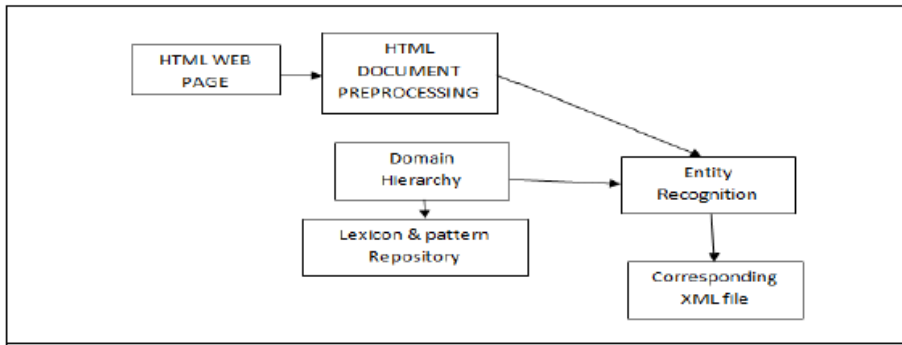 HTML WEB
PAGE
HTML
DOCUMENT
PREPROCESSING
Domain
Hierarchy
Entity
Recognition
Lexicon & pattern
Repository
Corresponding
XML file